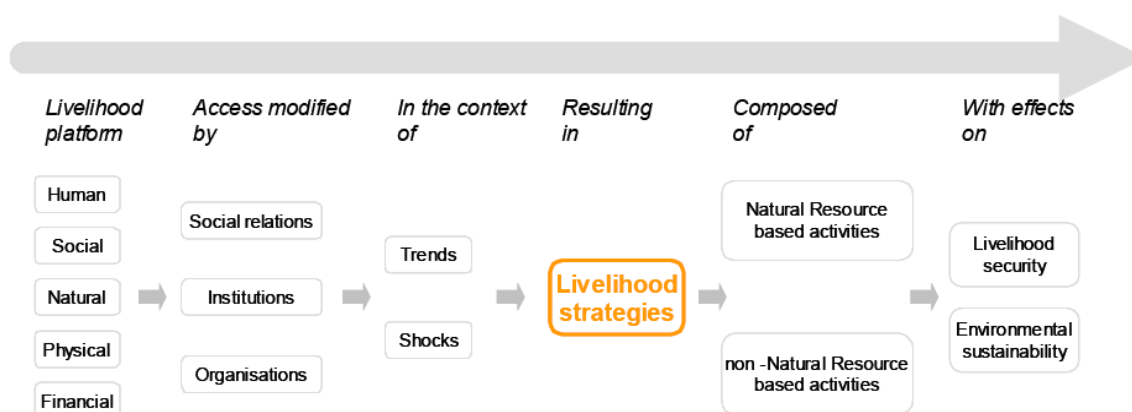 Livelihood
platform
Access modified
by
In the context
of
Resulting
in
Composed
of
With effects
on
Human
Social
Natural
Physical
Financial
Social relations
Institutions
Organisations
Trends
Shocks
Livelihood
strategies
Natural Resource
based activities
non -Natural Resource
based activities
Livelihood
security
Environmental
sustainability